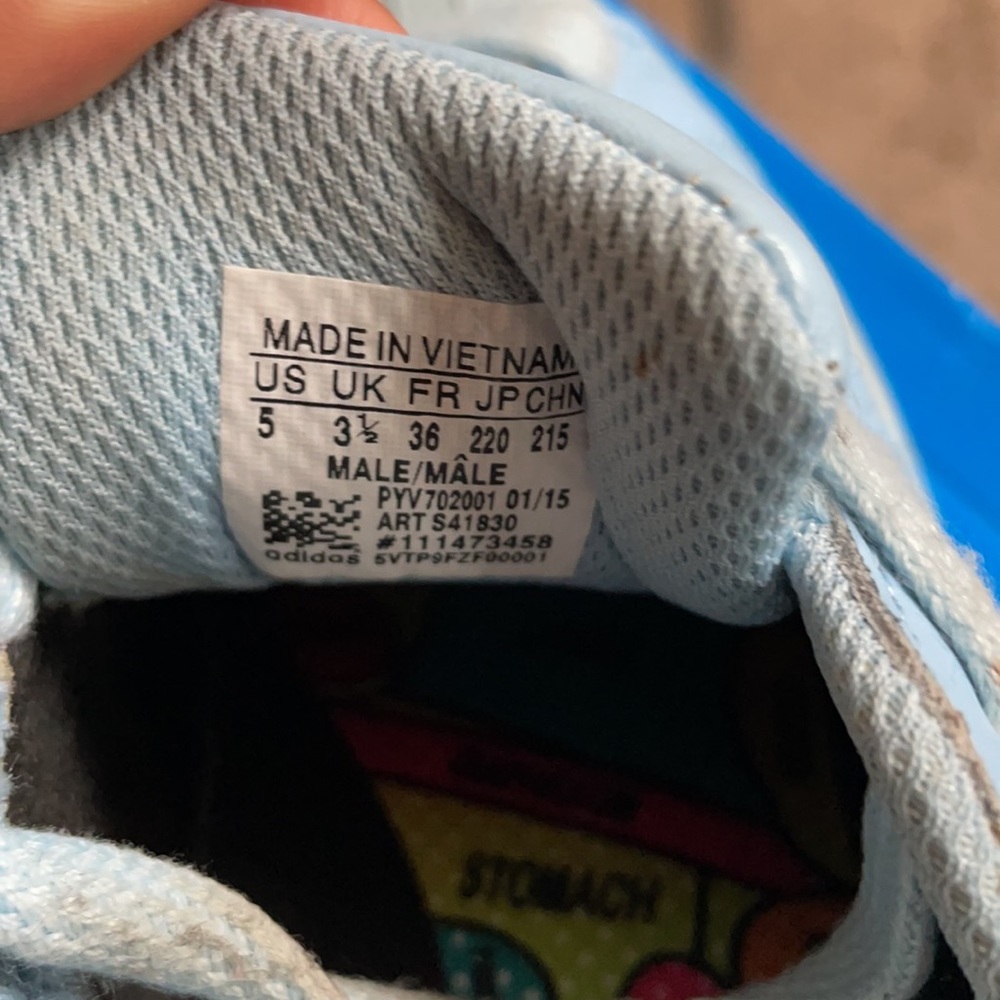 MADE IN VIETNAM
US UK FR JP CHN
5 3½ 36 220 215
MALE/MÂLE
PYV702001 01/15
ART S41830
#111473458
adidas 5VTP9FZF00001
STOMACH